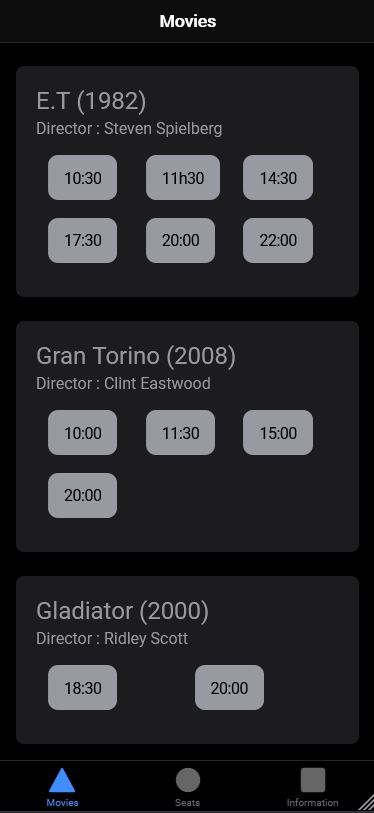 Movies
E.T (1982)
Director : Steven Spielberg
10:30 11h30 14:30
17:30 20:00 22:00
Gran Torino (2008)
Director : Clint Eastwood
10:00 11:30 15:00
20:00
Gladiator (2000)
Director : Ridley Scott
18:30 20:00
Movies Seats Information